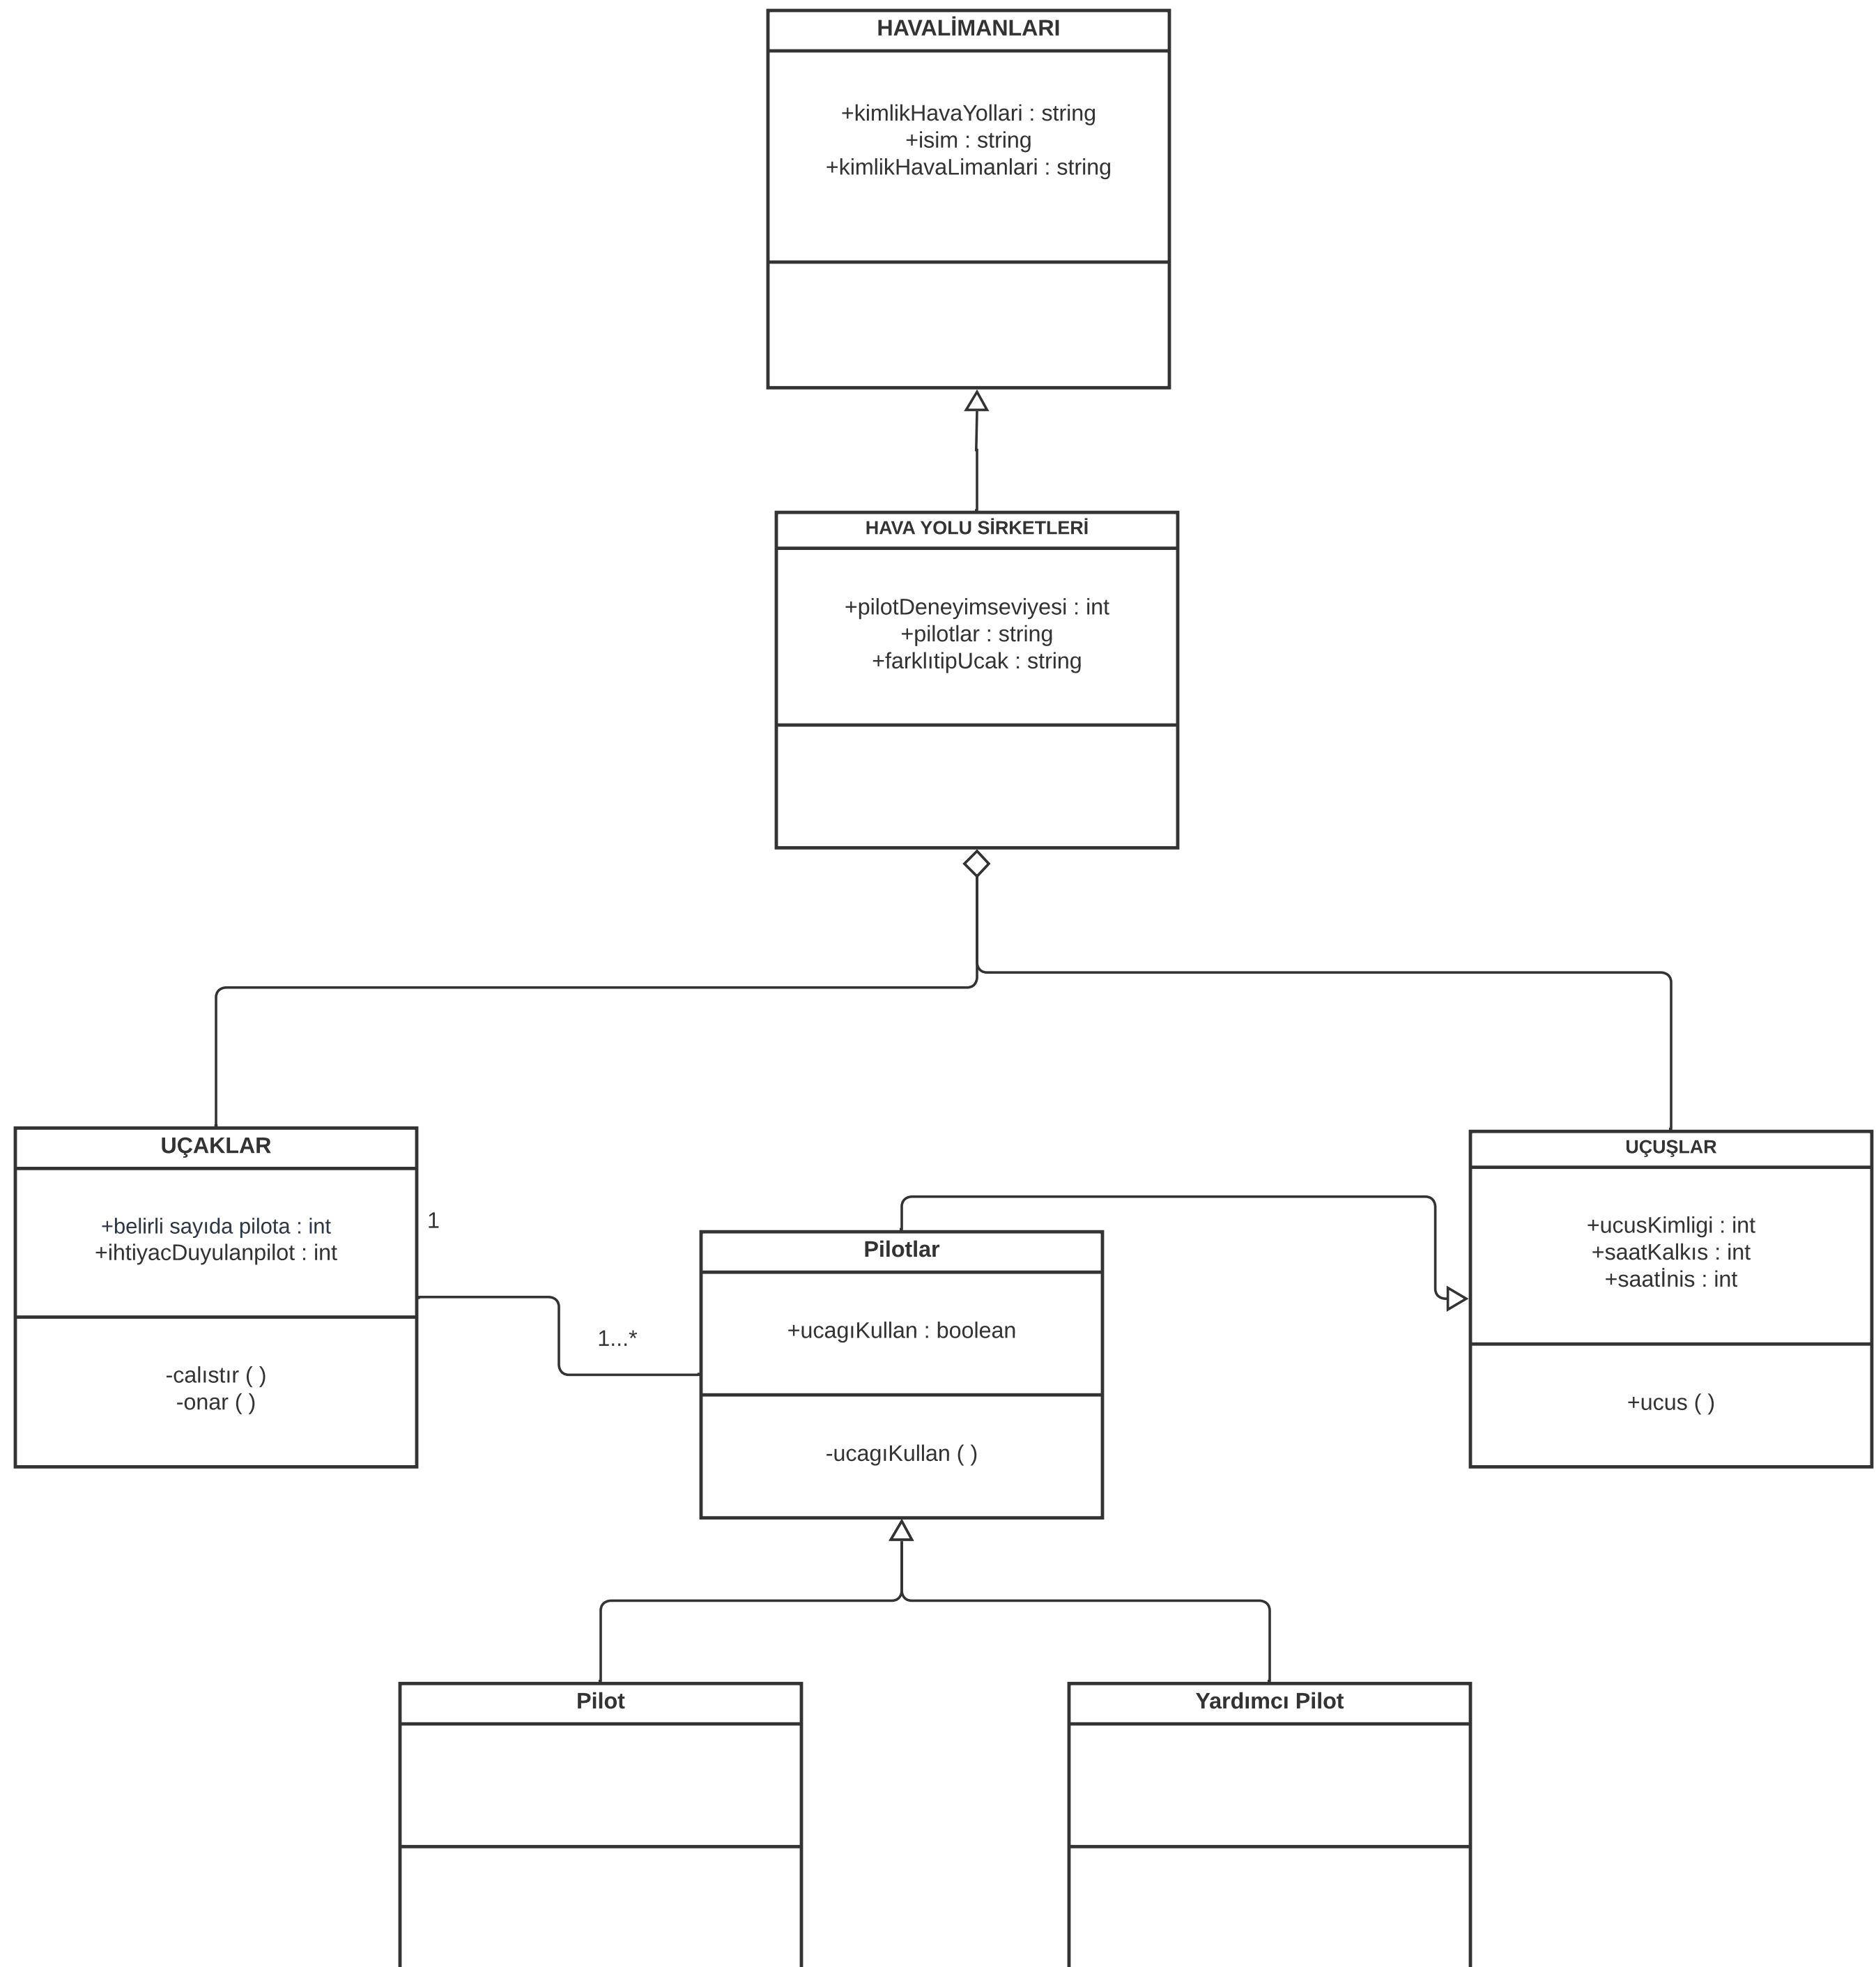 HAVALİMANLARI
+kimlikHavaYollari : string
+isim : string
+kimlikHavaLimanlari : string
HAVA YOLU SİRKETLERİ
+pilotDeneyimseviyesi : int
+pilotlar : string
+farklıtipUcak : string
UÇAKLAR
+belirli sayıda pilota : int
+ihtiyacDuyulanpilot : int
-calıstır ( )
-onar ( )
1
1...*
Pilotlar
+ucagıKullan : boolean
-ucagıKullan ( )
UÇUŞLAR
+ucusKimligi : int
+saatKalkıs : int
+saatİnis : int
+ucus ( )
Pilot
Yardımcı Pilot